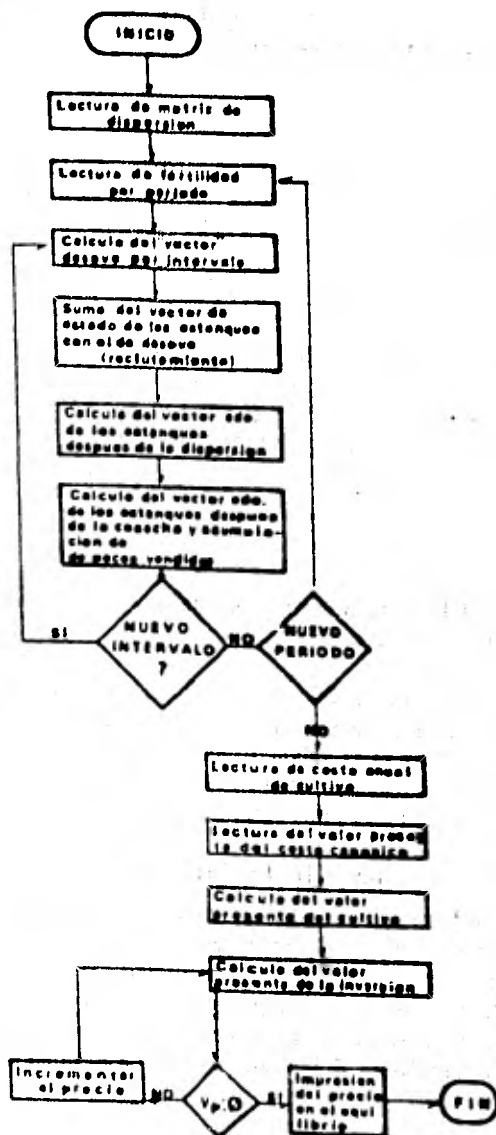 INICIO
Lectura de matriz de
dispersion
Lectura de fertilidad
por periodo
Calculo del vector
desove por intervalo
Suma del vector de
estado de los estanques
con el de desove
(reclutamiento)
Calculo del vector edo.
de los estanques
despues de la dispersion
Calculo del vector edo.
de los estanques despues
de la cosecha y acumula-
cion de
de peces vendidos
SI
NUEVO
INTERVALO
?
NO
NUEVO
PERIODO
NO
Lectura de costo anual
de cultivo
Lectura del valor presen
te del costo canonico
Calculo del valor
presente del cultivo
Calculo del valor
presente de la inversion
Incrementar
el precio
NO
SI
Impresion
del precio
en el equi
librio
FIN